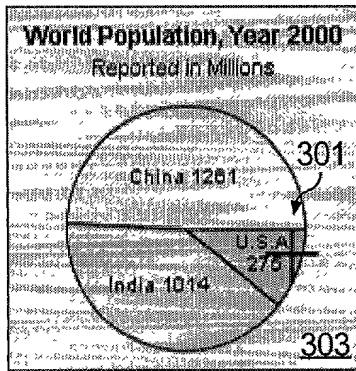 World Population, Year 2000
Reported in Millions
301
China 1261
U.S.A
275
India 1014
303